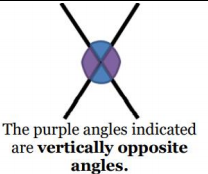 The purple angles indicated
are vertically opposite
angles.